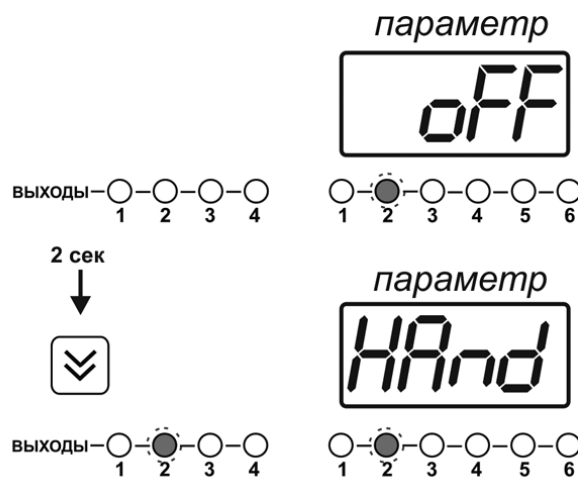 параметр
oFF
ВЫХОДЫ 1 2 3 4 1 2 3 4 5 6
2 сек
параметр
HAnd
ВЫХОДЫ 1 2 3 4 1 2 3 4 5 6